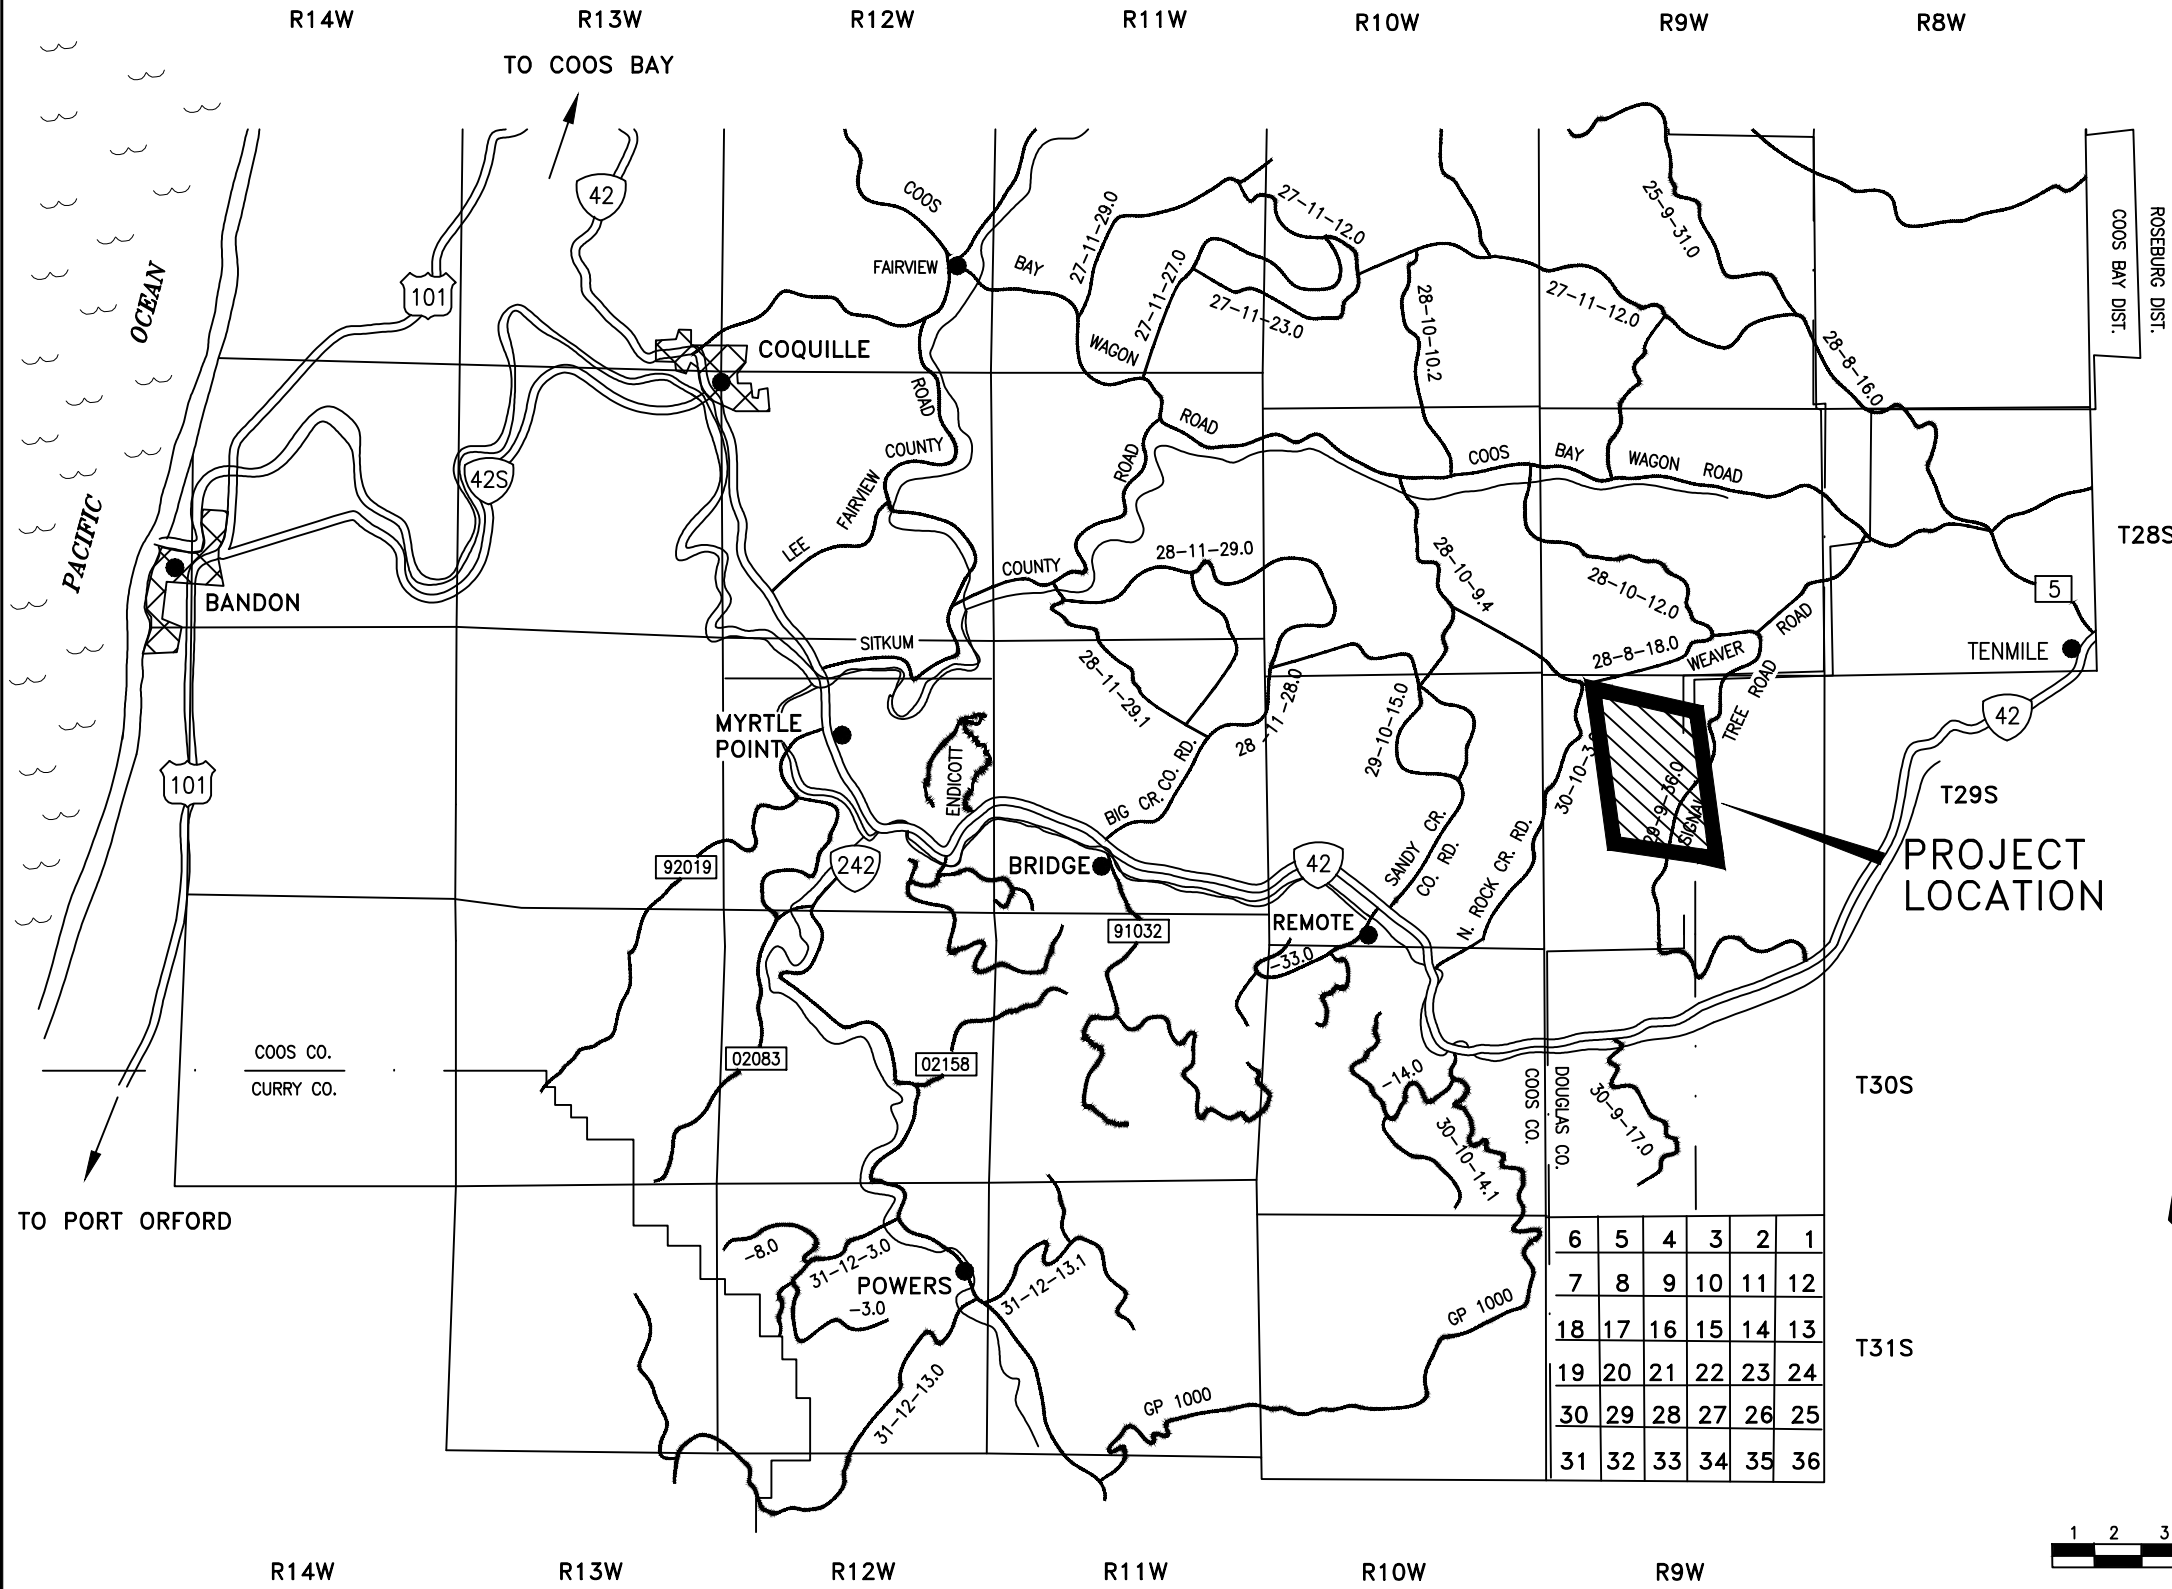 R14W
R13W
R12W
R11W
R10W
R9W
R8W
TO COOS BAY
42
COOS
FAIRVIEW
BAY
27-11-29.0
27-11-12.0
27-11-27.0
27-11-23.0
WAGON
28-10-10.2
27-11-12.0
25-9-31.0
28-8-16.0
COOS BAY DIST.
ROSEBURG DIST.
PACIFIC OCEAN
101
COQUILLE
ROAD
COUNTY
FAIRVIEW
LEE
ROAD
ROAD
COOS BAY WAGON ROAD
42S
BANDON
COUNTY
28-11-29.0
28-10-9.4
28-10-12.0
T28S
5
TENMILE
SITKUM
28-11-29.1
28-11-28.0
28-8-18.0
WEAVER ROAD
TREE ROAD
29-10-15.0
30-10-3.
29-9-36.0
SIGNAL
42
MYRTLE
POINT
ENDICOTT
BIG CR. CO. RD.
SANDY CR.
CO. RD.
N. ROCK CR. RD.
T29S
PROJECT
LOCATION
101
92019
242
BRIDGE
42
REMOTE
91032
-33.0
COOS CO.
CURRY CO.
02083
02158
-14.0
30-10-14.1
COOS CO.
DOUGLAS CO.
30-9-17.0
T30S
TO PORT ORFORD
-8.0
31-12-3.0
POWERS
-3.0
31-12-13.1
31-12-13.0
GP 1000
GP 1000
6 5 4 3 2 1
7 8 9 10 11 12
18 17 16 15 14 13
19 20 21 22 23 24
30 29 28 27 26 25
31 32 33 34 35 36
T31S
1 2 3
R14W
R13W
R12W
R11W
R10W
R9W